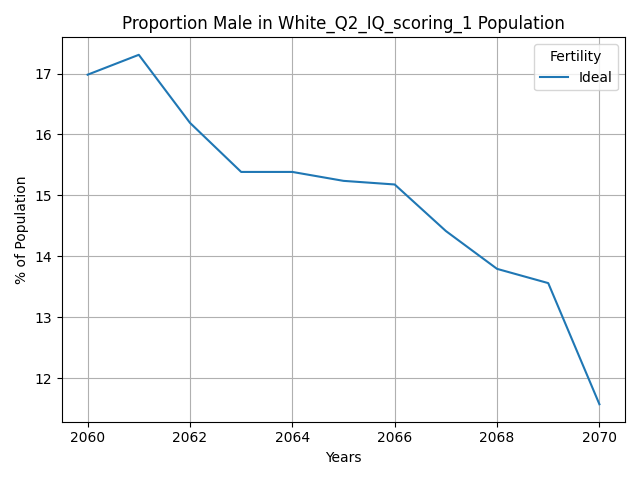 Proportion Male in White_Q2_IQ_scoring_1 Population
Fertility
Ideal
17
16
15
14
13
12
% of Population
2060 2062 2064 2066 2068 2070
Years